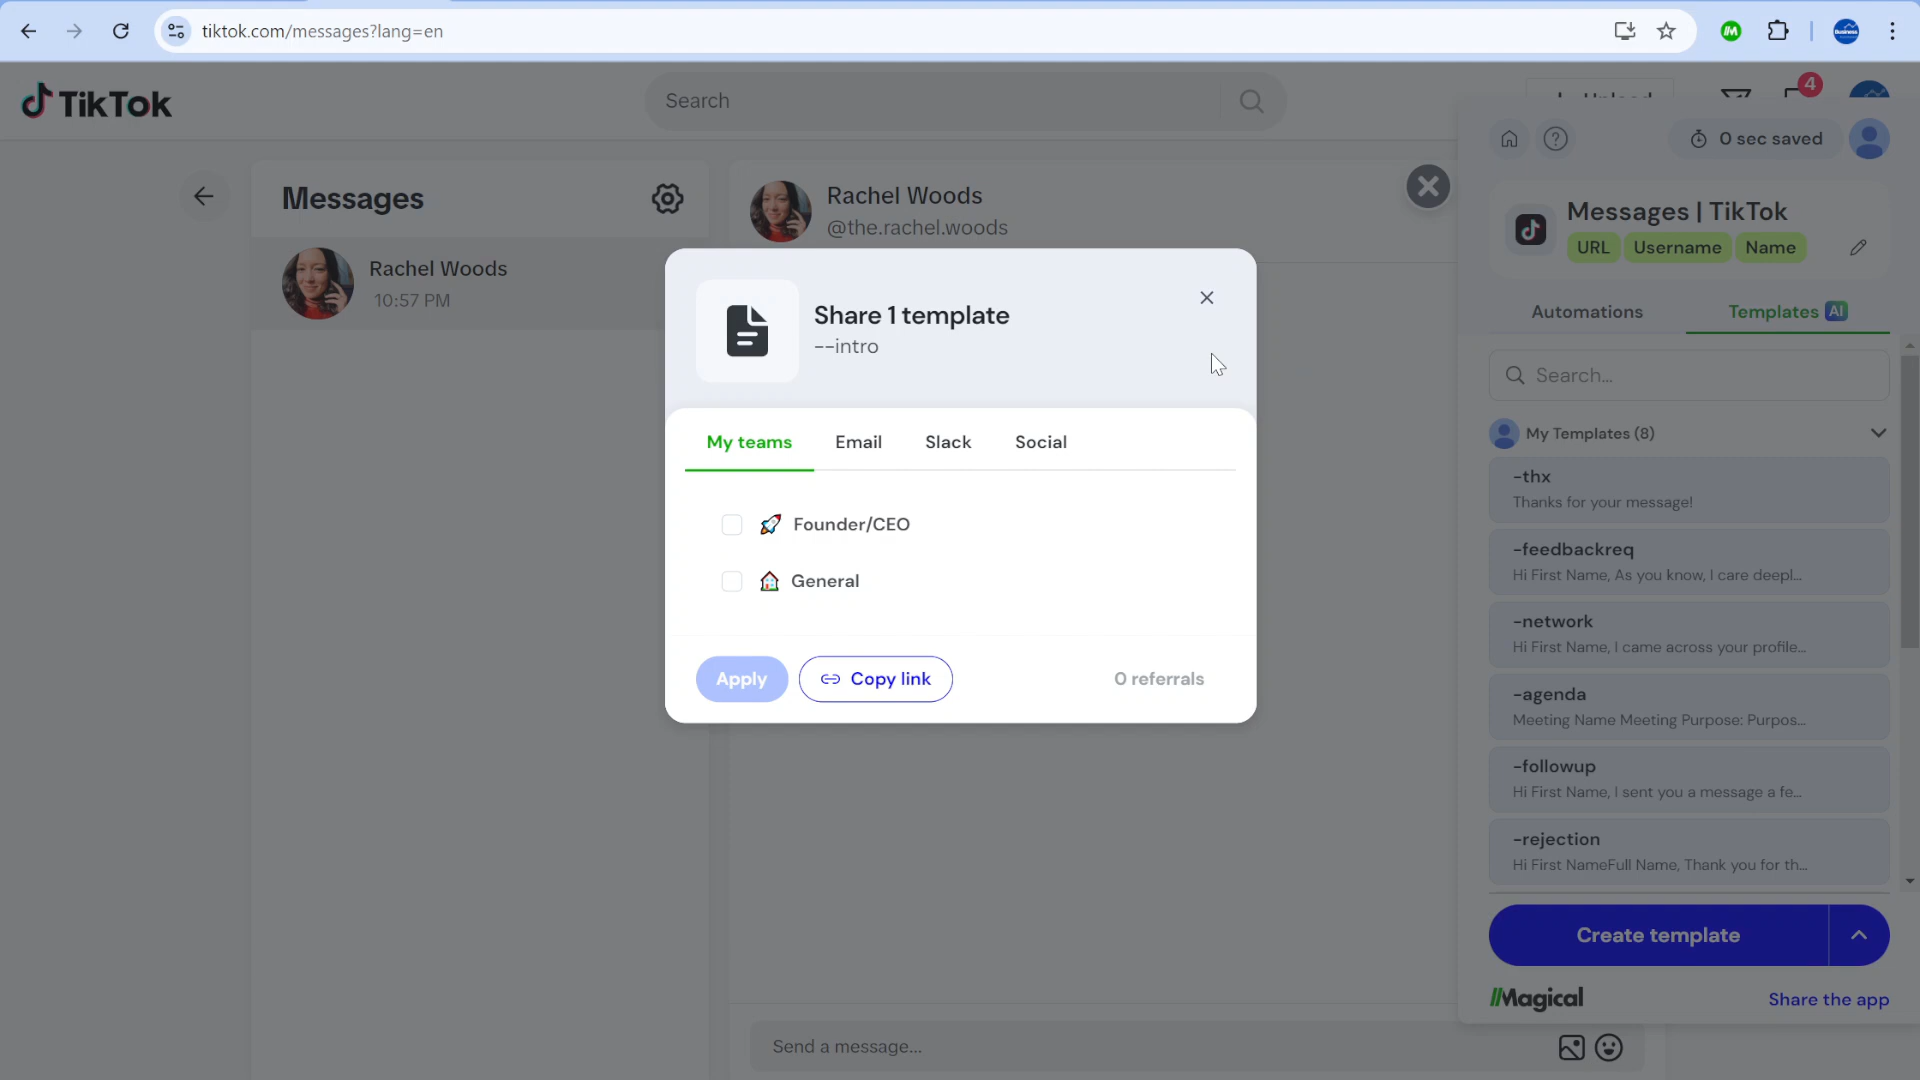 tiktok.com/messages?lang=en
Business
TikTok
Search
Upload
4
0 sec saved
Messages
Rachel Woods
@the.rachel.woods
Rachel Woods
10:57 PM
Messages | TikTok
URL Username Name
Automations Templates AI
Search...
My Templates (8)
-thx
Thanks for your message!
-feedbackreq
Hi First Name, As you know, I care deepl...
-network
Hi First Name, I came across your profile...
-agenda
Meeting Name Meeting Purpose: Purpos...
-followup
Hi First Name, I sent you a message a fe...
-rejection
Hi First NameFull Name, Thank you for th...
Create template
Magical
Share the app
Share 1 template
--intro
My teams Email Slack Social
Founder/CEO
General
Apply
Copy link
0 referrals
Send a message...